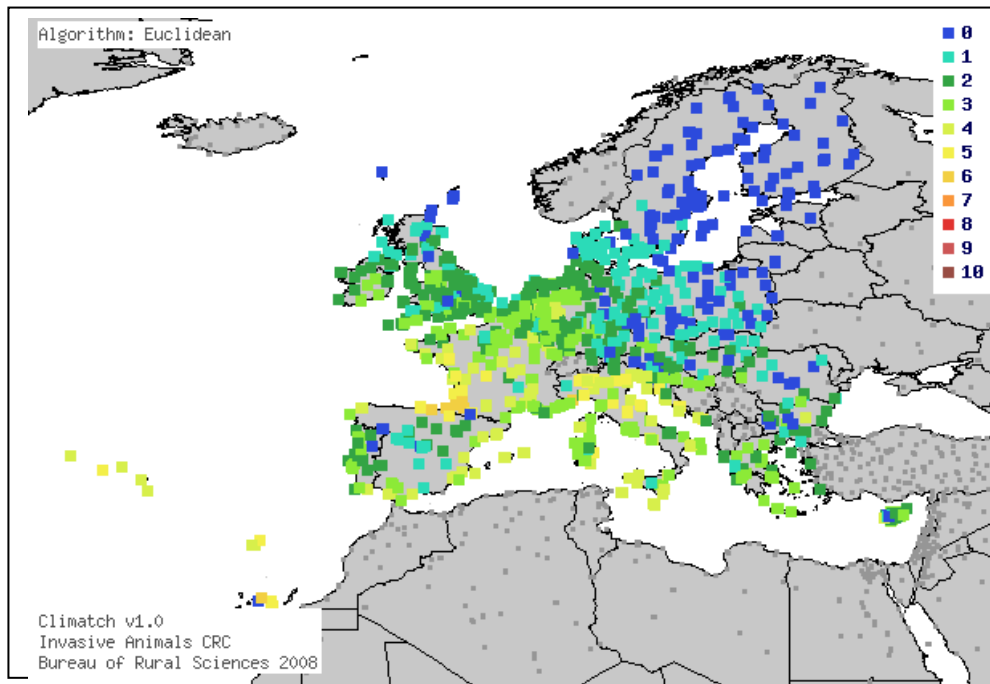 Algorithm: Euclidean
0
1
2
3
4
5
6
7
8
9
10
Climatch v1.0
Invasive Animals CRC
Bureau of Rural Sciences 2008